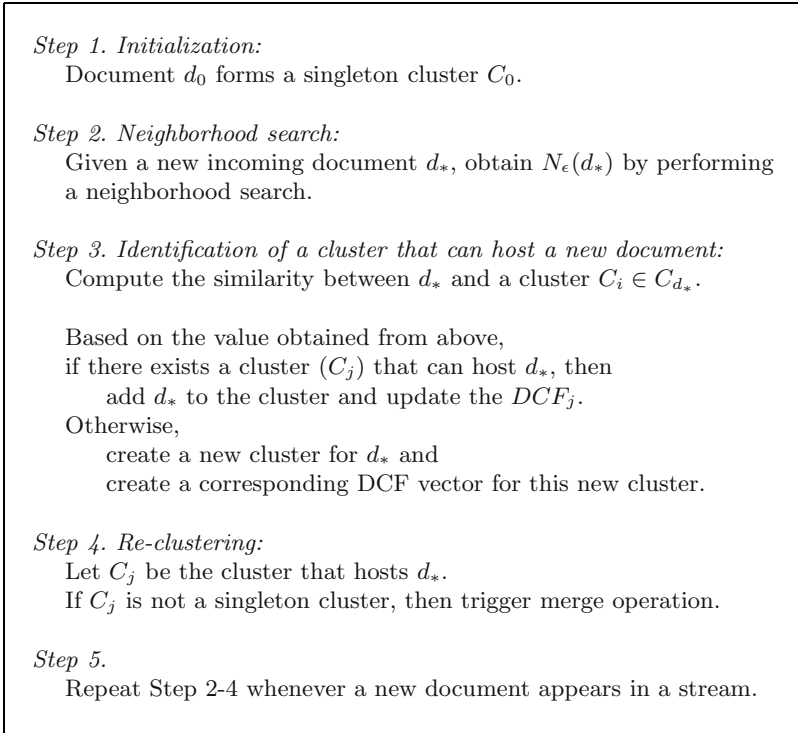 Step 1. Initialization:
Document d₀ forms a singleton cluster C₀.
Step 2. Neighborhood search:
Given a new incoming document d∗, obtain Nϵ(d∗) by performing
a neighborhood search.
Step 3. Identification of a cluster that can host a new document:
Compute the similarity between d∗ and a cluster Cᵢ ∈ C_d∗.
Based on the value obtained from above,
if there exists a cluster (Cⱼ) that can host d∗, then
add d∗ to the cluster and update the DCFⱼ.
Otherwise,
create a new cluster for d∗ and
create a corresponding DCF vector for this new cluster.
Step 4. Re-clustering:
Let Cⱼ be the cluster that hosts d∗.
If Cⱼ is not a singleton cluster, then trigger merge operation.
Step 5.
Repeat Step 2-4 whenever a new document appears in a stream.